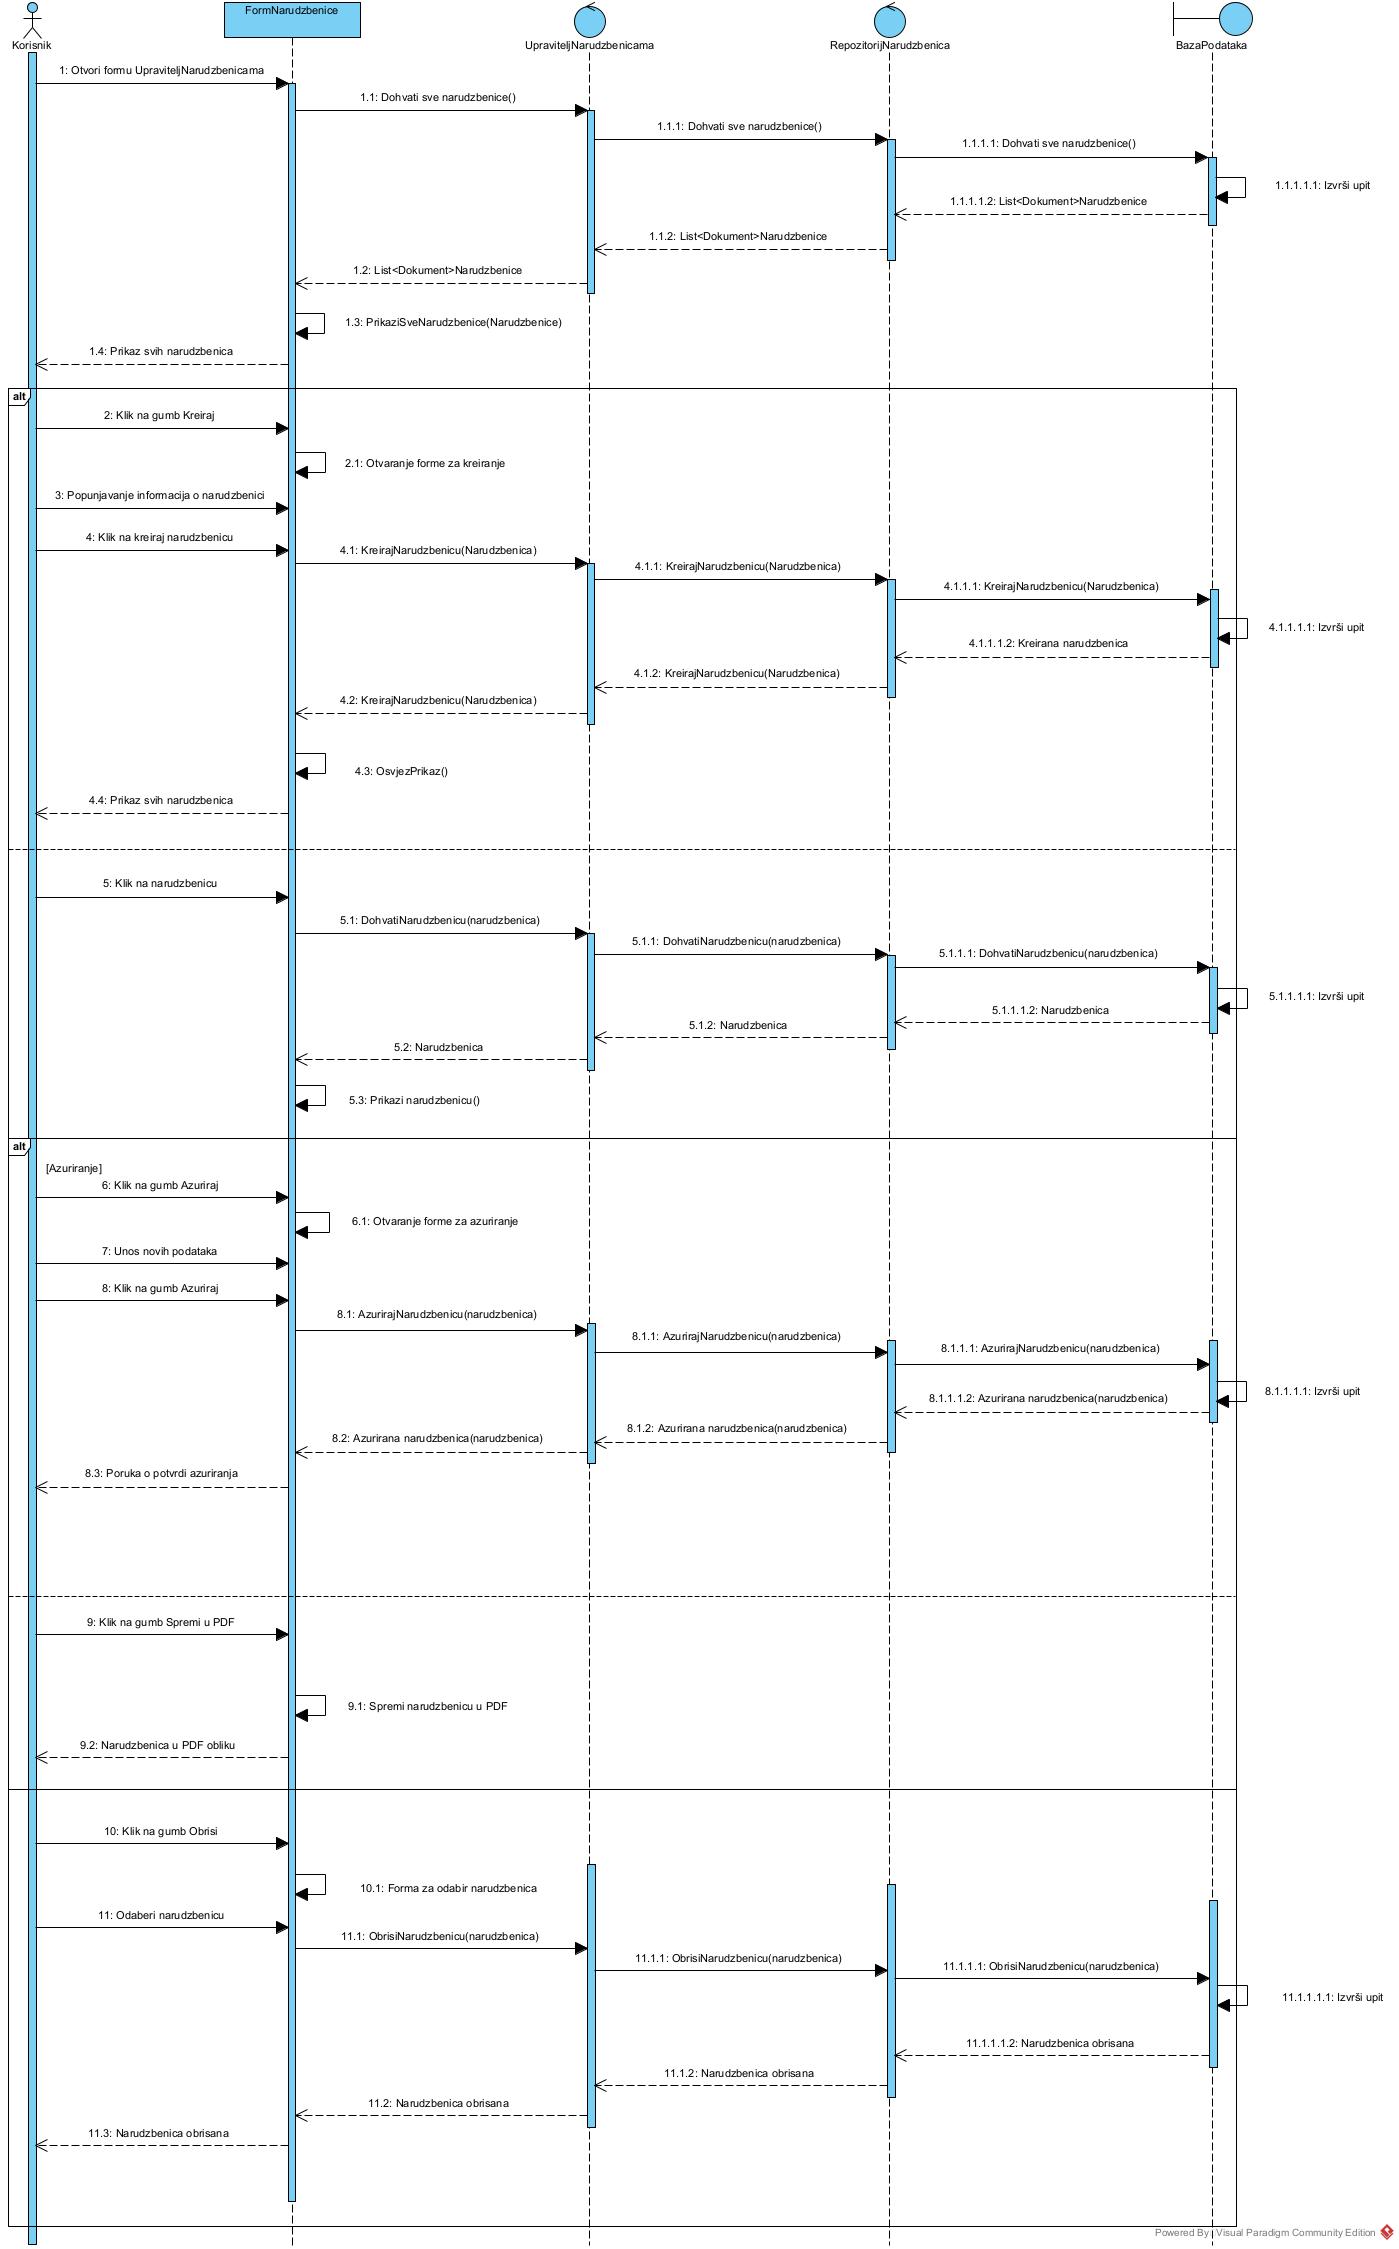 Korisnik
FormNarudzbenice
UpraviteljNarudzbenicama
RepozitorijNarudzbenica
BazaPodataka
1: Otvori formu UpraviteljNarudzbenicama
1.1: Dohvati sve narudzbenice()
1.1.1: Dohvati sve narudzbenice()
1.1.1.1: Dohvati sve narudzbenice()
1.1.1.1.1: Izvrši upit
1.1.1.1.2: List<Dokument>Narudzbenice
1.1.2: List<Dokument>Narudzbenice
1.2: List<Dokument>Narudzbenice
1.3: PrikaziSveNarudzbenice(Narudzbenice)
1.4: Prikaz svih narudzbenica
alt
2: Klik na gumb Kreiraj
2.1: Otvaranje forme za kreiranje
3: Popunjavanje informacija o narudzbenici
4: Klik na kreiraj narudzbenicu
4.1: KreirajNarudzbenicu(Narudzbenica)
4.1.1: KreirajNarudzbenicu(Narudzbenica)
4.1.1.1: KreirajNarudzbenicu(Narudzbenica)
4.1.1.1.1: Izvrši upit
4.1.1.1.2: Kreirana narudzbenica
4.1.2: KreirajNarudzbenicu(Narudzbenica)
4.2: KreirajNarudzbenicu(Narudzbenica)
4.3: OsvjezPrikaz()
4.4: Prikaz svih narudzbenica
5: Klik na narudzbenicu
5.1: DohvatiNarudzbenicu(narudzbenica)
5.1.1: DohvatiNarudzbenicu(narudzbenica)
5.1.1.1: DohvatiNarudzbenicu(narudzbenica)
5.1.1.1.1: Izvrši upit
5.1.1.1.2: Narudzbenica
5.1.2: Narudzbenica
5.2: Narudzbenica
5.3: Prikazi narudzbenicu()
alt
[Azuriranje]
6: Klik na gumb Azuriraj
6.1: Otvaranje forme za azuriranje
7: Unos novih podataka
8: Klik na gumb Azuriraj
8.1: AzurirajNarudzbenicu(narudzbenica)
8.1.1: AzurirajNarudzbenicu(narudzbenica)
8.1.1.1: AzurirajNarudzbenicu(narudzbenica)
8.1.1.1.1: Izvrši upit
8.1.1.1.2: Azurirana narudzbenica(narudzbenica)
8.1.2: Azurirana narudzbenica(narudzbenica)
8.2: Azurirana narudzbenica(narudzbenica)
8.3: Poruka o potvrdi azuriranja
9: Klik na gumb Spremi u PDF
9.1: Spremi narudzbenicu u PDF
9.2: Narudzbenica u PDF obliku
10: Klik na gumb Obrisi
10.1: Forma za odabir narudzbenica
11: Odaberi narudzbenicu
11.1: ObrisiNarudzbenicu(narudzbenica)
11.1.1: ObrisiNarudzbenicu(narudzbenica)
11.1.1.1: ObrisiNarudzbenicu(narudzbenica)
11.1.1.1.1: Izvrši upit
11.1.1.1.2: Narudzbenica obrisana
11.1.2: Narudzbenica obrisana
11.2: Narudzbenica obrisana
11.3: Narudzbenica obrisana
Powered By Visual Paradigm Community Edition